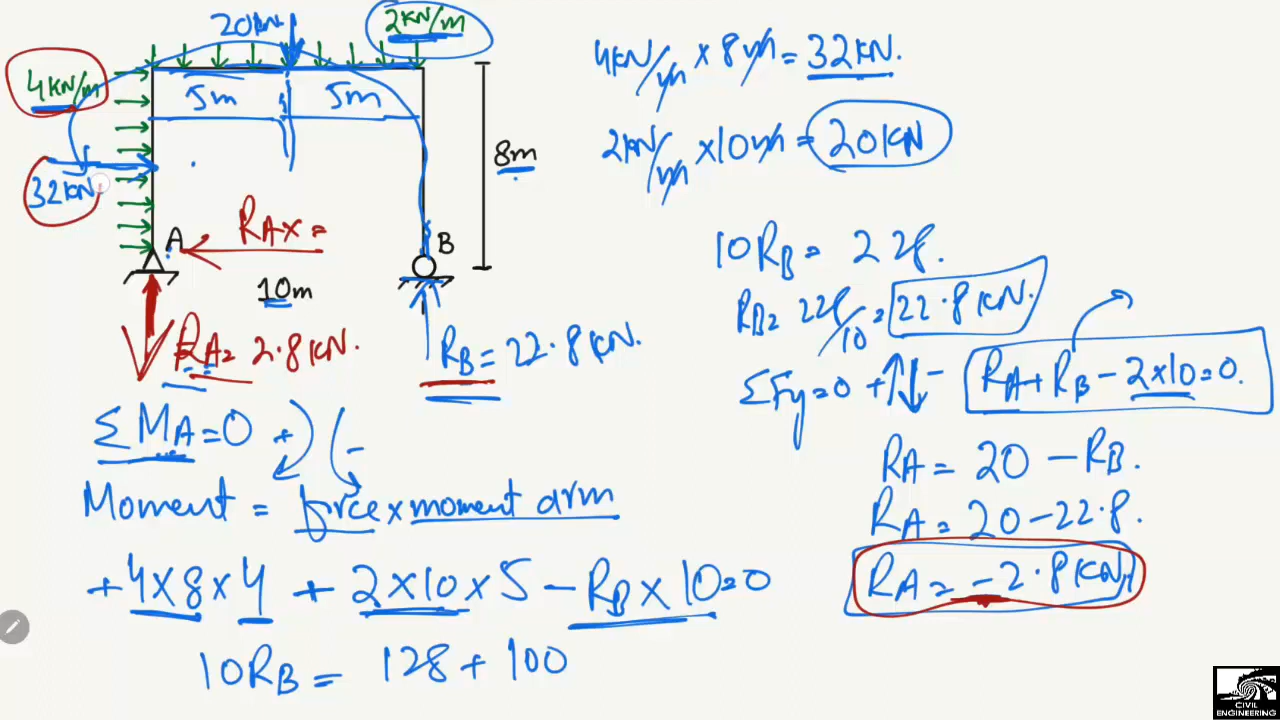 20KN
2KN/m
4KN/m
5m
5m
8m
32KN
A
RAx =
B
10m
RA= 2.8KN.
RB= 22.8KN.
ΣMA=0 +
-
Moment = force x moment arm
+4x8x4 + 2x10x5 - RB x 10=0
10RB = 128 + 100
4KN/m x 8m = 32KN.
2KN/m x10m = 20KN
10RB = 228.
RB= 228/10 = 22.8KN.
ΣFy=0 + -
RA+RB-2x10=0.
RA = 20 - RB.
RA= 20-22.8.
RA= -2.8KN
CIVIL
ENGINEERING